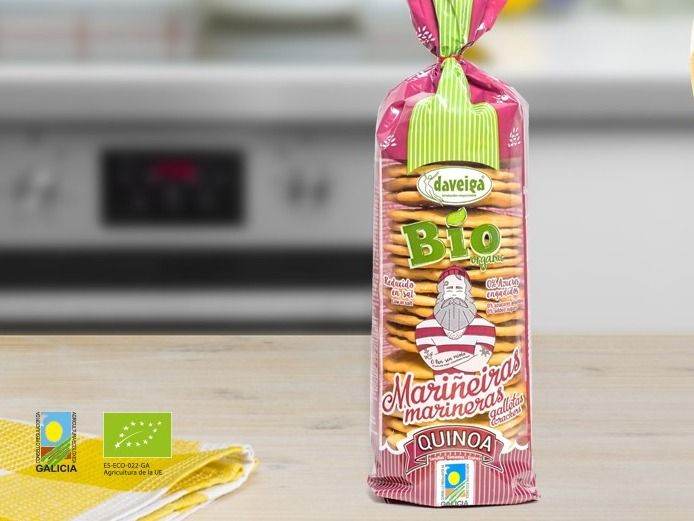 daveiga
Bio
organic
Reducido
en sal
0% Azucres
engadidos
Mariñeiras
marineras
galletas
crackers
QUINOA
GALICIA
ES-ECO-022-GA
Agricultura de la UE